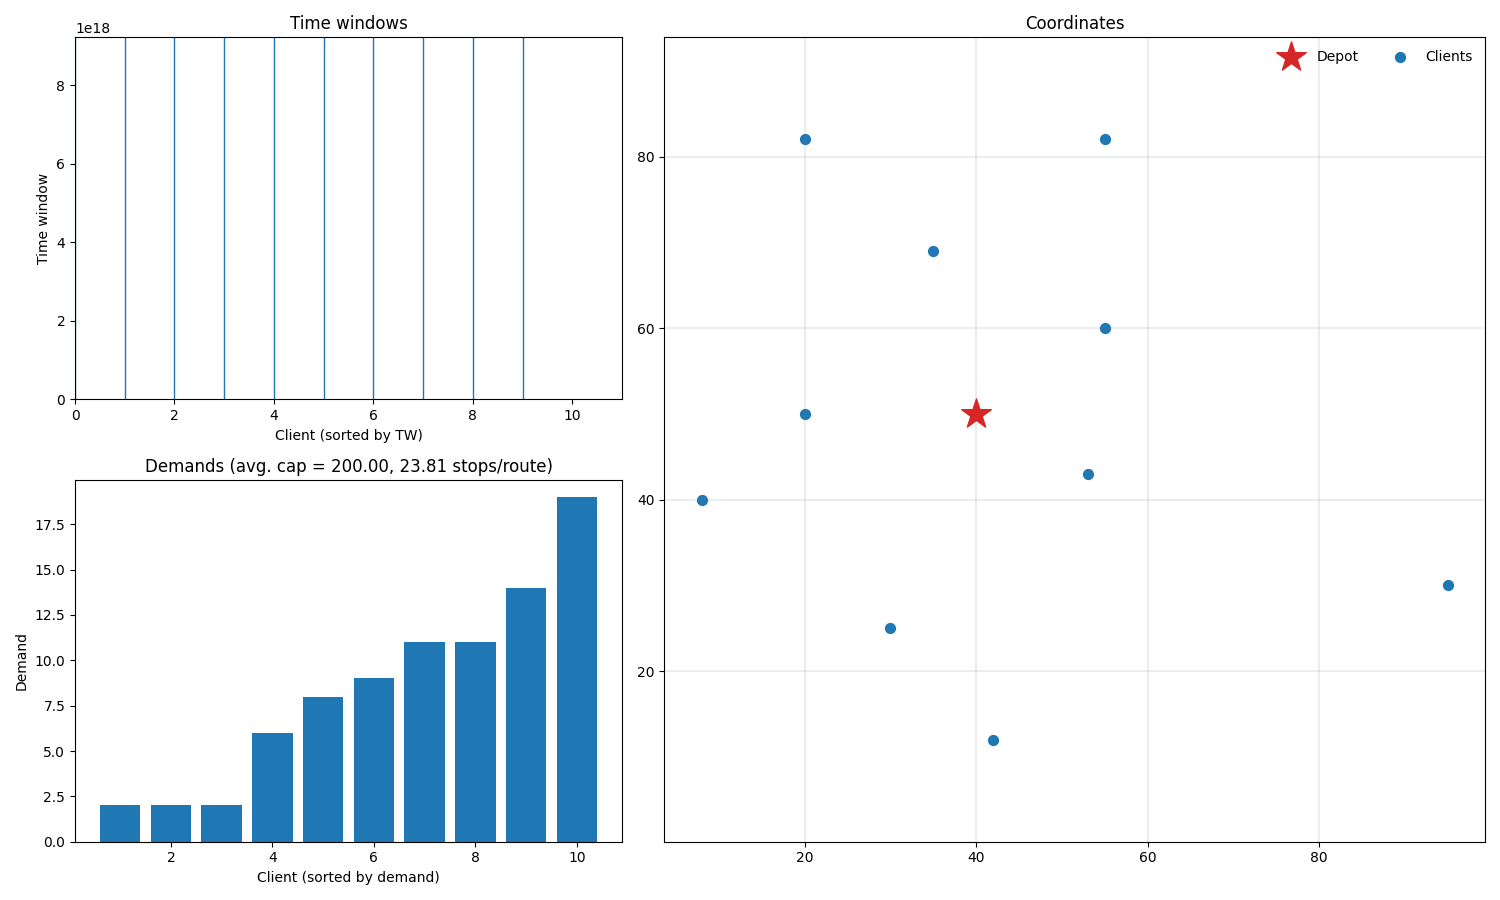 Time windows
1e18
8
6
4
2
0
Time window
0 2 4 6 8 10
Client (sorted by TW)
Demands (avg. cap = 200.00, 23.81 stops/route)
17.5
15.0
12.5
10.0
7.5
5.0
2.5
0.0
Demand
2 4 6 8 10
Client (sorted by demand)
Coordinates
Depot Clients
80
60
40
20
20 40 60 80